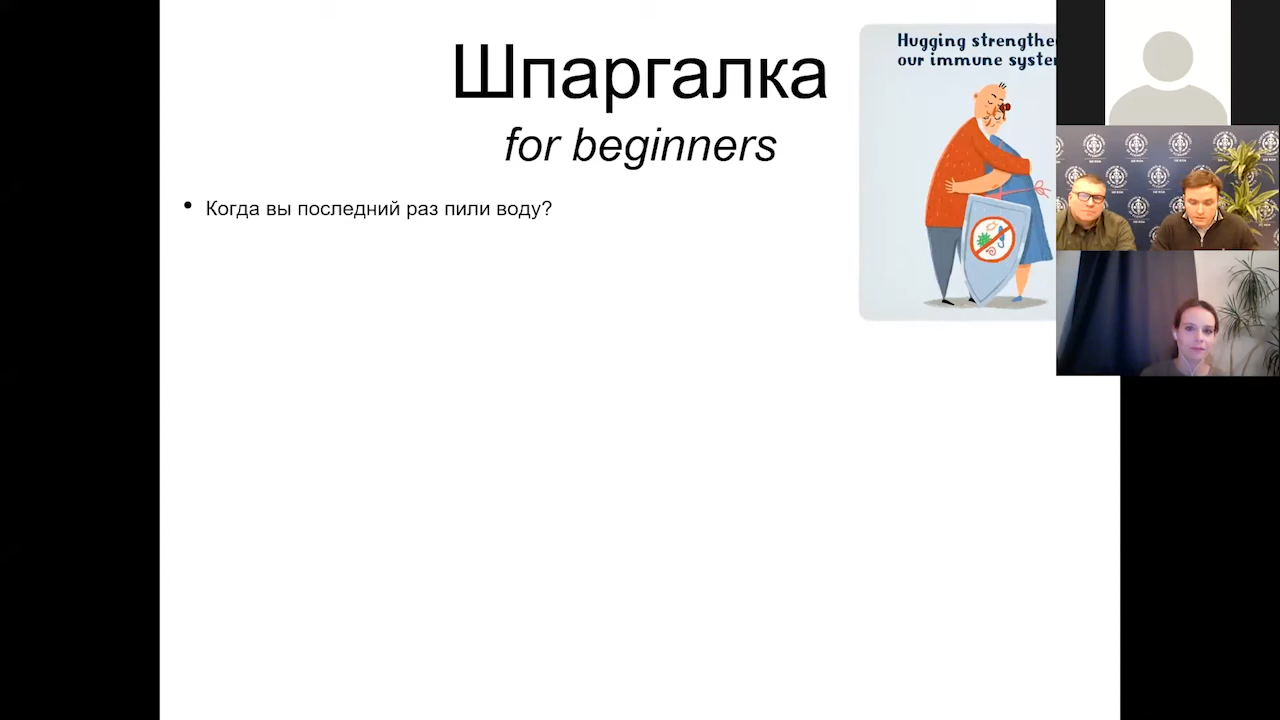 Шпаргалка
for beginners
• Когда вы последний раз пили воду?
Hugging strengthe
our immune syste